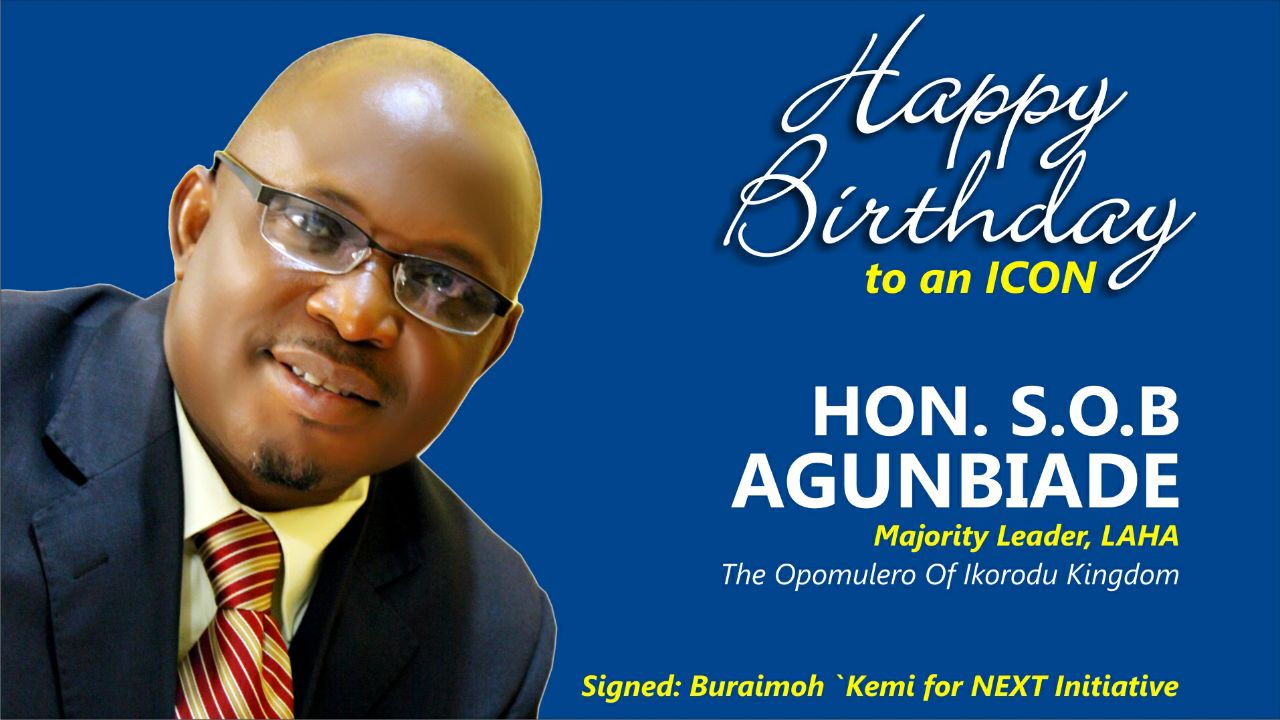 Happy
Birthday
to an ICON
HON. S.O.B
AGUNBIADE
Majority Leader, LAHA
The Opomulero Of Ikorodu Kingdom
Signed: Buraimoh `Kemi for NEXT Initiative